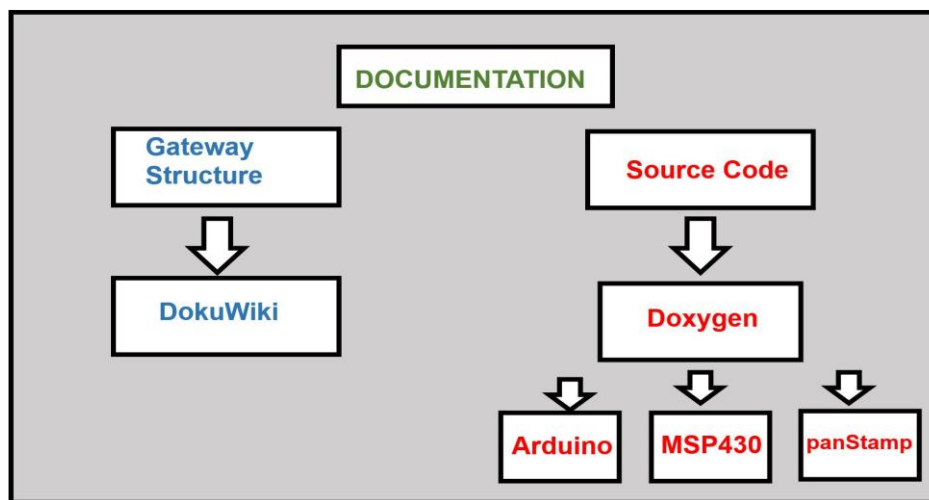 DOCUMENTATION
Gateway
Structure
Source Code
DokuWiki
Doxygen
Arduino
MSP430
panStamp